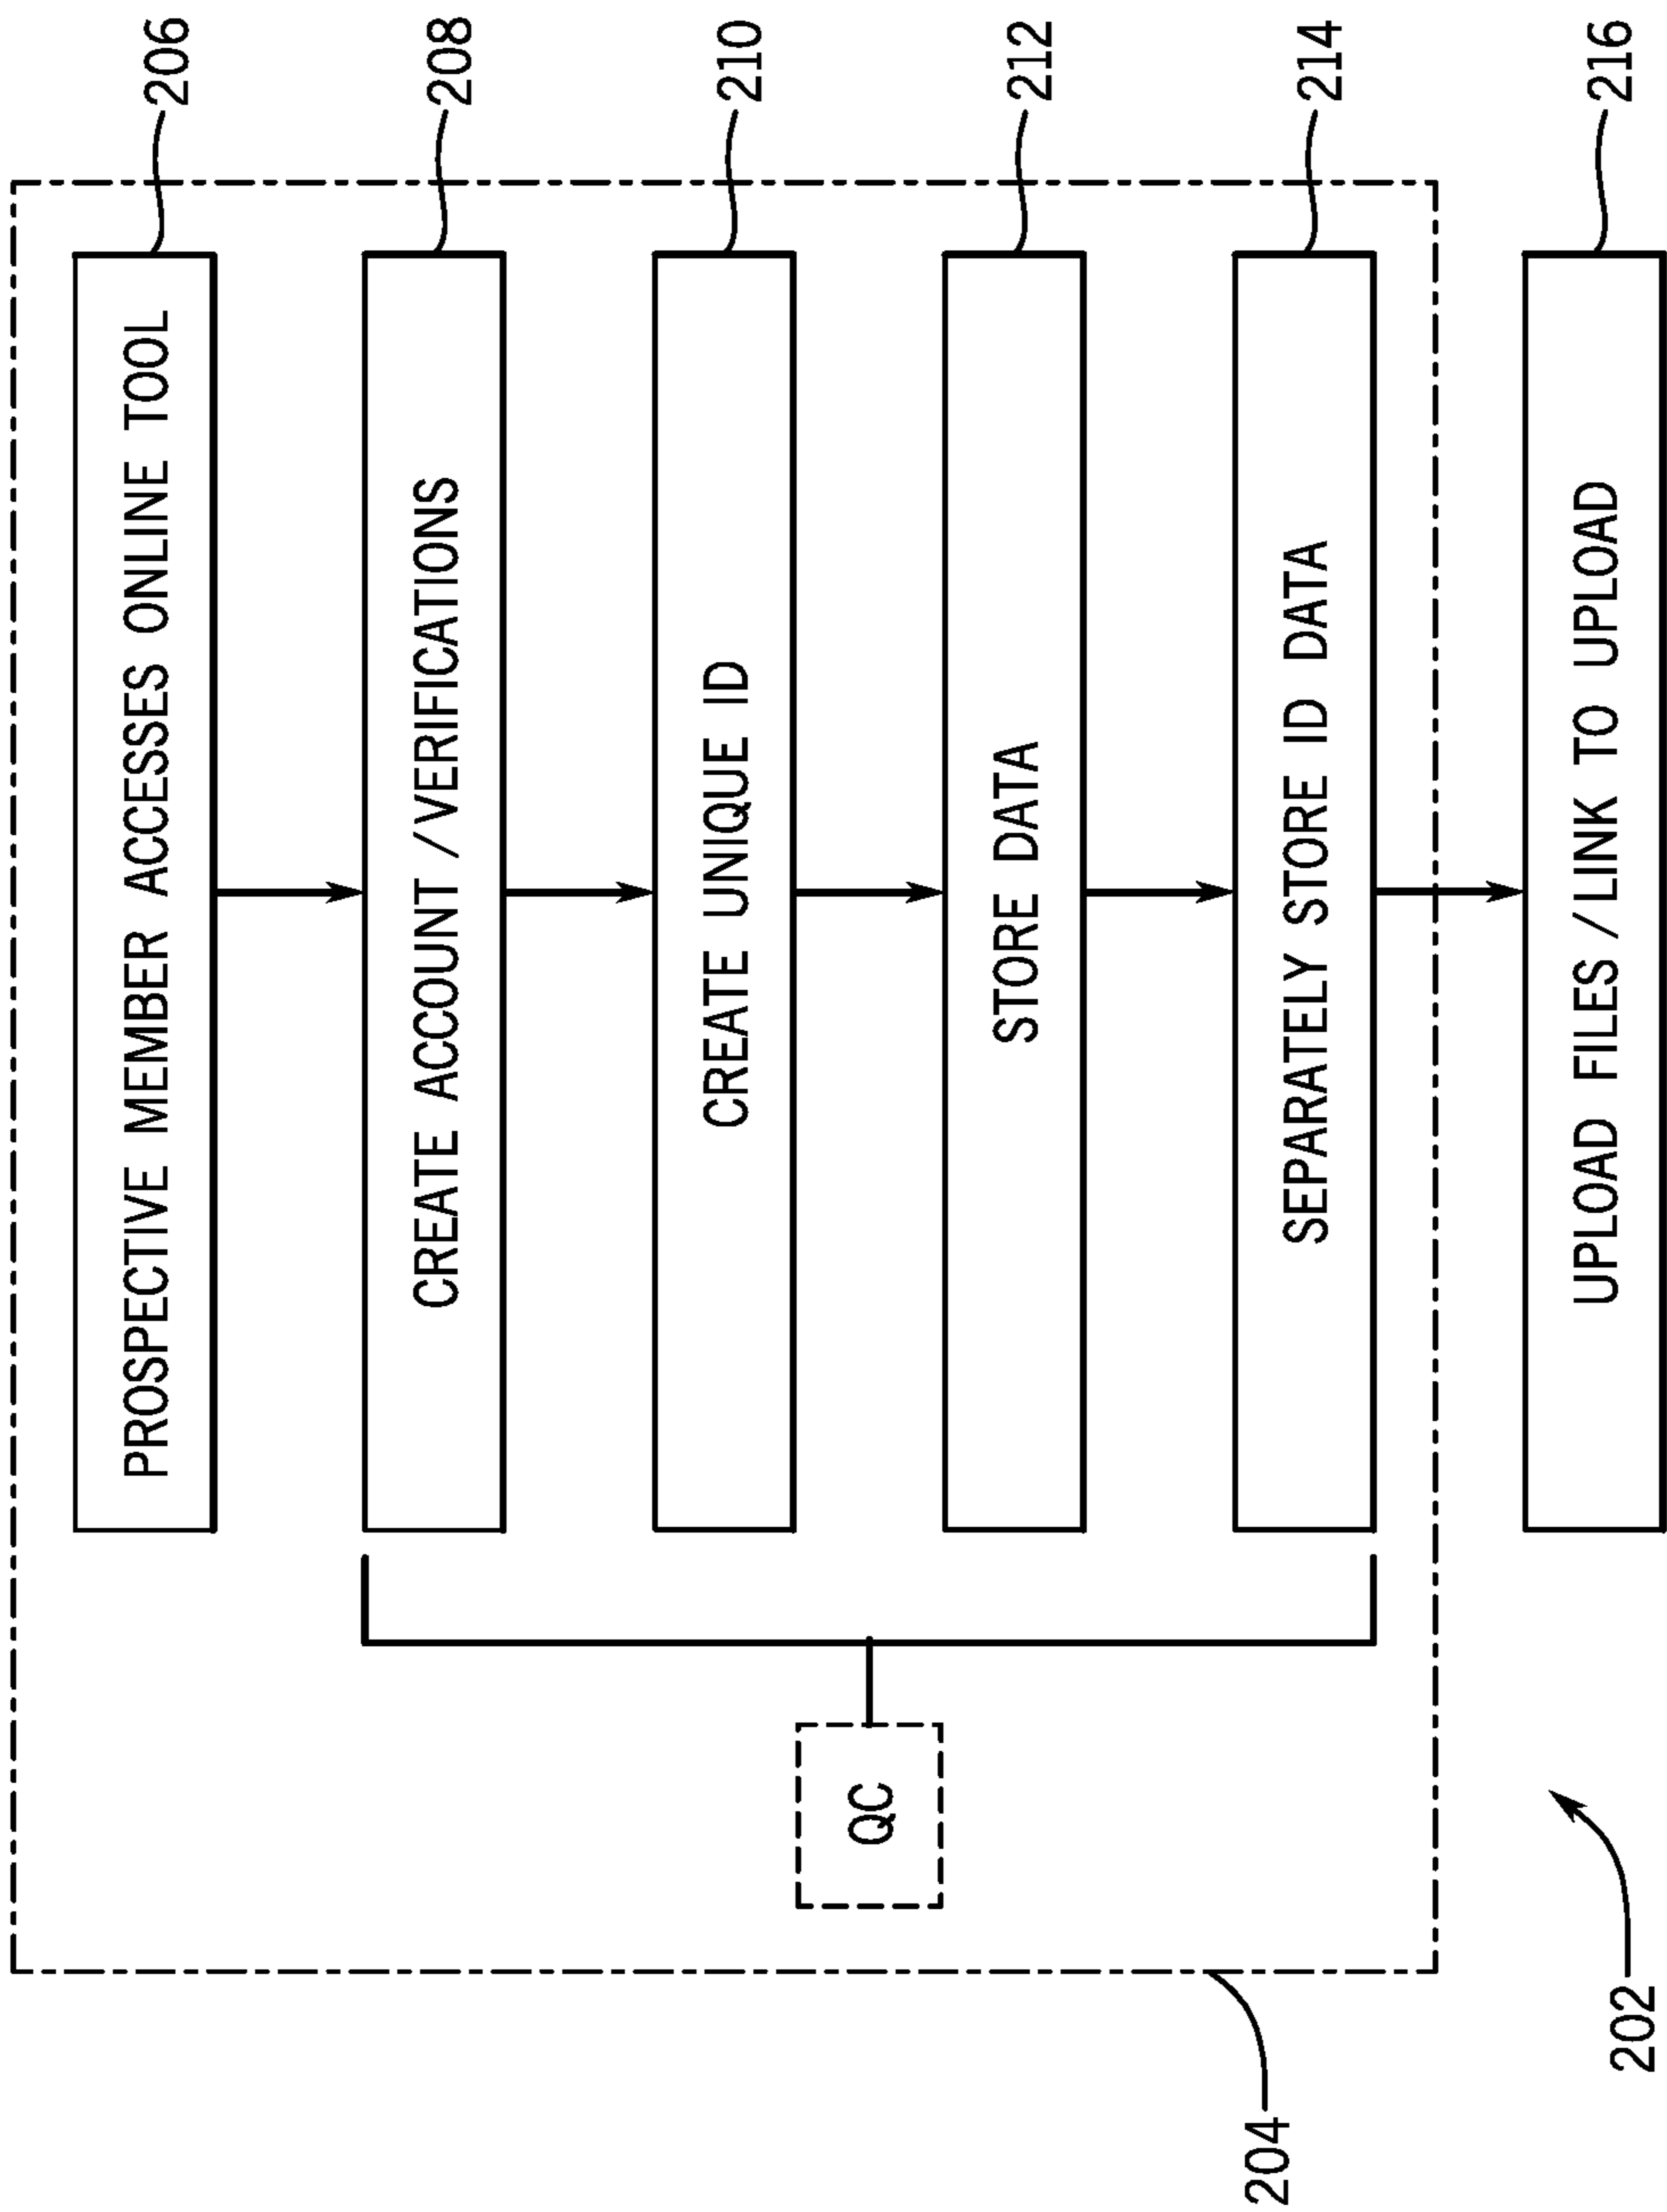 PROSPECTIVE MEMBER ACCESSES ONLINE TOOL
206
CREATE ACCOUNT/VERIFICATIONS
208
CREATE UNIQUE ID
210
STORE DATA
212
SEPARATELY STORE ID DATA
214
UPLOAD FILES/LINK TO UPLOAD
216
QC
204
202